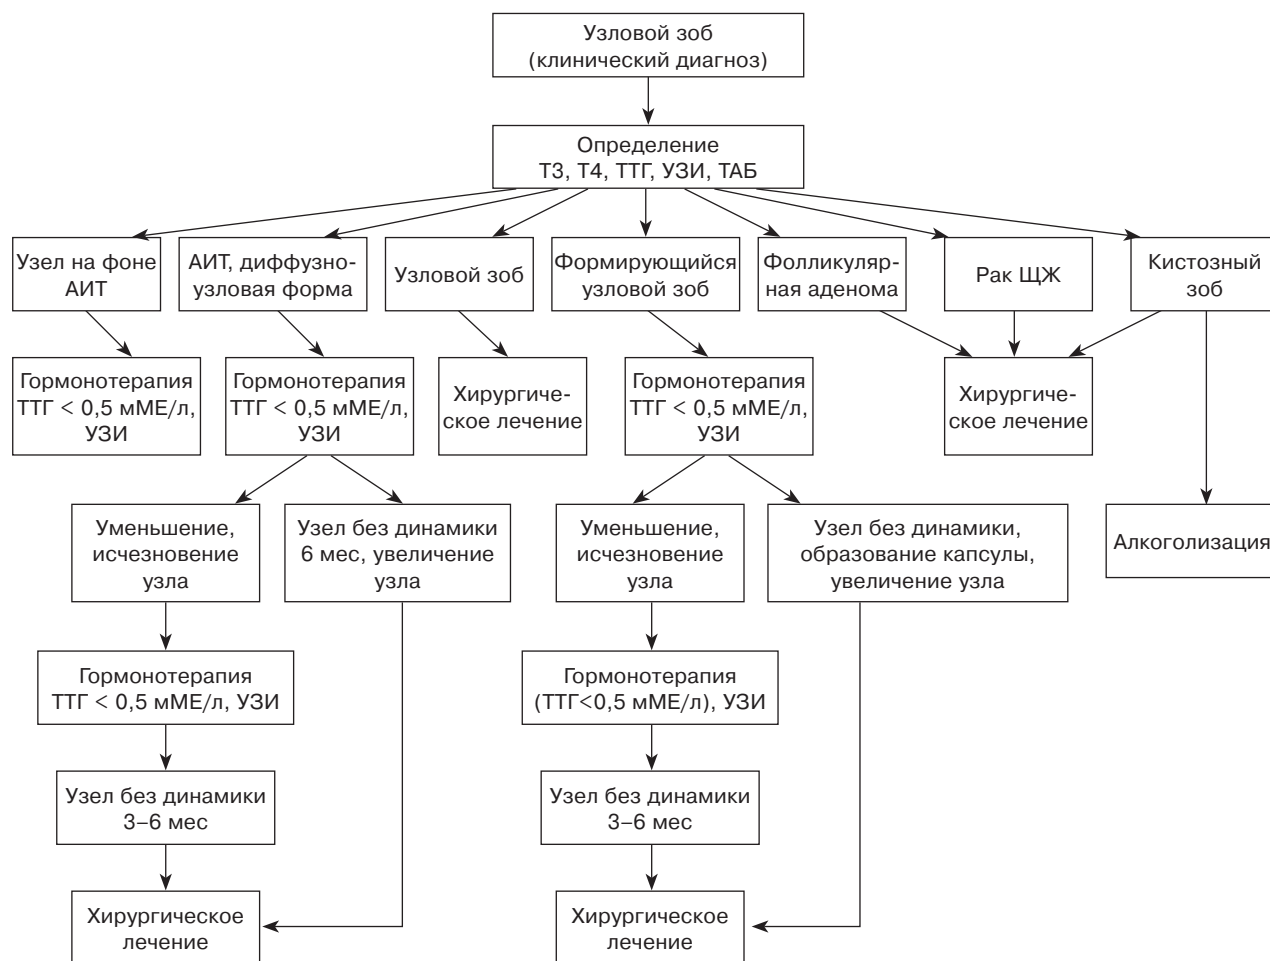 Узловой зоб
(клинический диагноз)
Определение
Т3, Т4, ТТГ, УЗИ, ТАБ
Узел на фоне
АИТ
АИТ, диффузно-
узловая форма
Узловой зоб
Формирующийся
узловой зоб
Фолликуляр-
ная аденома
Рак ЩЖ
Кистозный
зоб
Гормонотерапия
ТТГ < 0,5 мМЕ/л,
УЗИ
Гормонотерапия
ТТГ < 0,5 мМЕ/л,
УЗИ
Хирургиче-
ское лечение
Гормонотерапия
ТТГ < 0,5 мМЕ/л,
УЗИ
Хирургиче-
ское лечение
Уменьшение,
исчезновение
узла
Узел без динамики
6 мес, увеличение
узла
Уменьшение,
исчезновение
узла
Узел без динамики,
образование капсулы,
увеличение узла
Алкоголизация
Гормонотерапия
ТТГ < 0,5 мМЕ/л, УЗИ
Гормонотерапия
(ТТГ<0,5 мМЕ/л), УЗИ
Узел без динамики
3–6 мес
Узел без динамики
3–6 мес
Хирургическое
лечение
Хирургическое
лечение